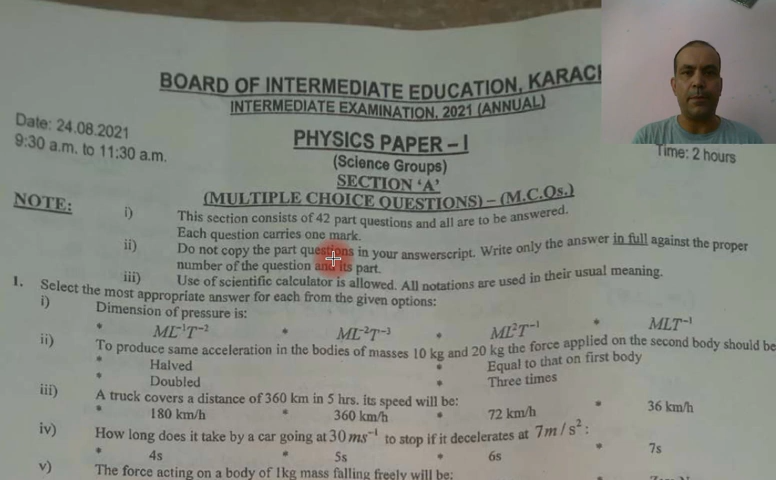 BOARD OF INTERMEDIATE EDUCATION, KARACHI
INTERMEDIATE EXAMINATION, 2021 (ANNUAL)
Date: 24.08.2021
9:30 a.m. to 11:30 a.m.
PHYSICS PAPER – I
(Science Groups)
Time: 2 hours
SECTION ‘A’
(MULTIPLE CHOICE QUESTIONS) – (M.C.Qs.)
NOTE: i) This section consists of 42 part questions and all are to be answered.
Each question carries one mark.
ii) Do not copy the part questions in your answerscript. Write only the answer in full against the proper
number of the question and its part.
iii) Use of scientific calculator is allowed. All notations are used in their usual meaning.
1. Select the most appropriate answer for each from the given options:
i) Dimension of pressure is:
* ML⁻¹T⁻² * ML⁻²T⁻³ * ML²T⁻¹ * MLT⁻¹
ii) To produce same acceleration in the bodies of masses 10 kg and 20 kg the force applied on the second body should be
* Halved * Equal to that on first body
* Doubled * Three times
iii) A truck covers a distance of 360 km in 5 hrs. its speed will be:
* 180 km/h * 360 km/h * 72 km/h * 36 km/h
iv) How long does it take by a car going at 30 ms⁻¹ to stop if it decelerates at 7m / s²:
* 4s * 5s * 6s * 7s
v) The force acting on a body of 1kg mass falling freely will be: